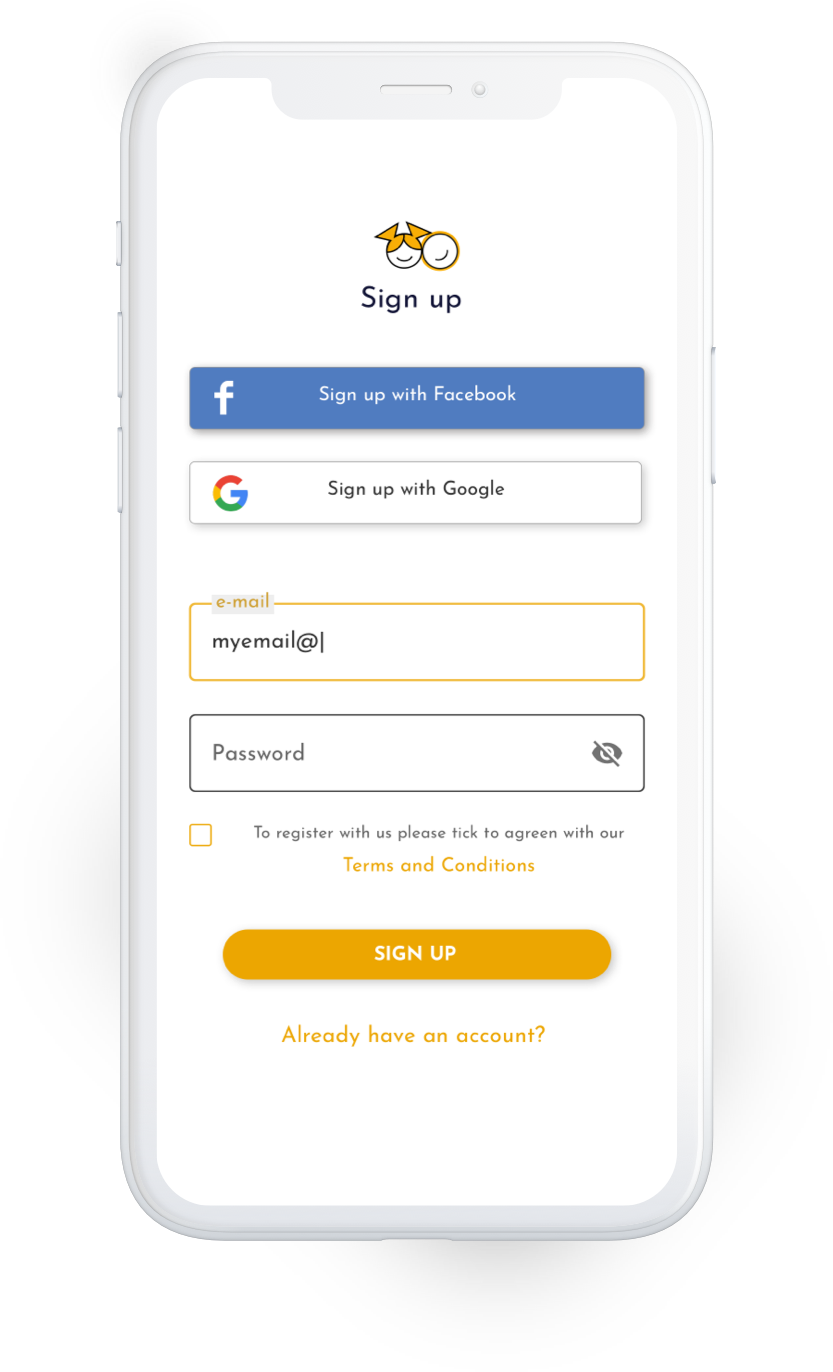 Sign up
Sign up with Facebook
Sign up with Google
e-mail
myemail@|
Password
To register with us please tick to agreen with our
Terms and Conditions
SIGN UP
Already have an account?